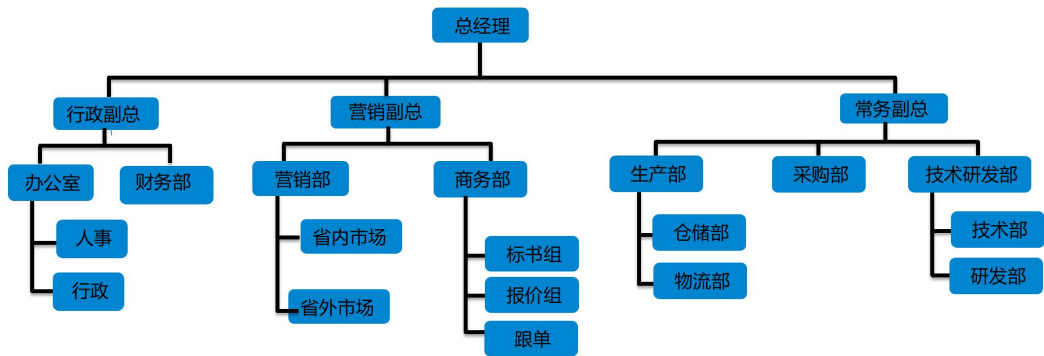 总经理
行政副总
营销副总
常务副总
办公室
财务部
营销部
商务部
生产部
采购部
技术研发部
人事
行政
省内市场
省外市场
标书组
报价组
跟单
仓储部
物流部
技术部
研发部